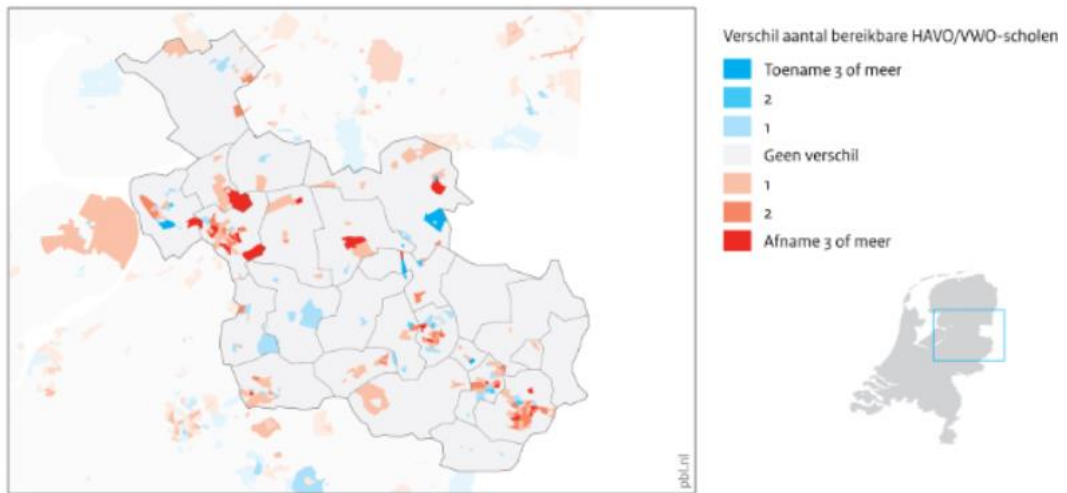 Verschil aantal bereikbare HAVO/VWO-scholen
Toename 3 of meer
2
1
Geen verschil
1
2
Afname 3 of meer
pbl.nl